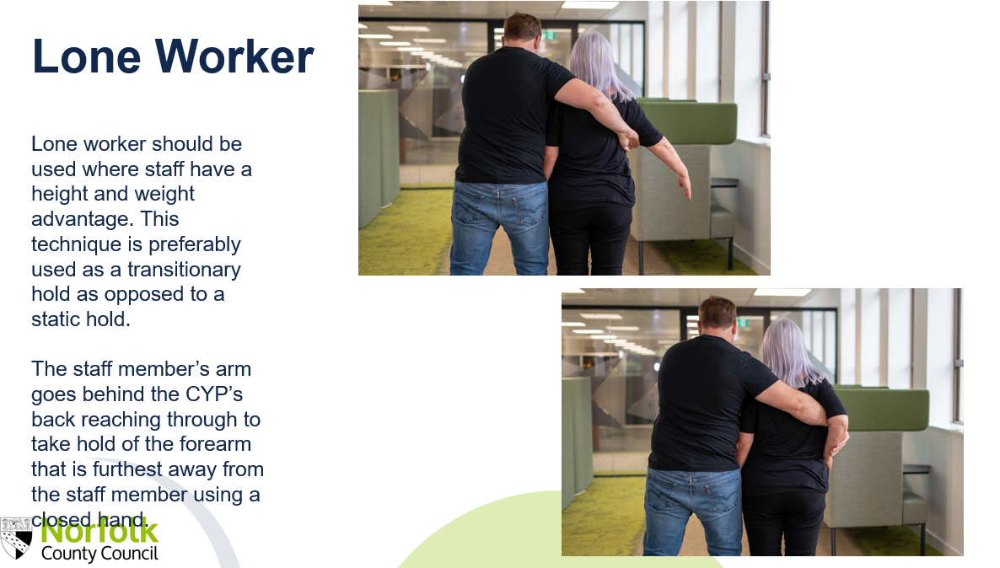 Lone Worker
Lone worker should be
used where staff have a
height and weight
advantage. This
technique is preferably
used as a transitionary
hold as opposed to a
static hold.
The staff member’s arm
goes behind the CYP’s
back reaching through to
take hold of the forearm
that is furthest away from
the staff member using a
closed hand.
Norfolk
County Council